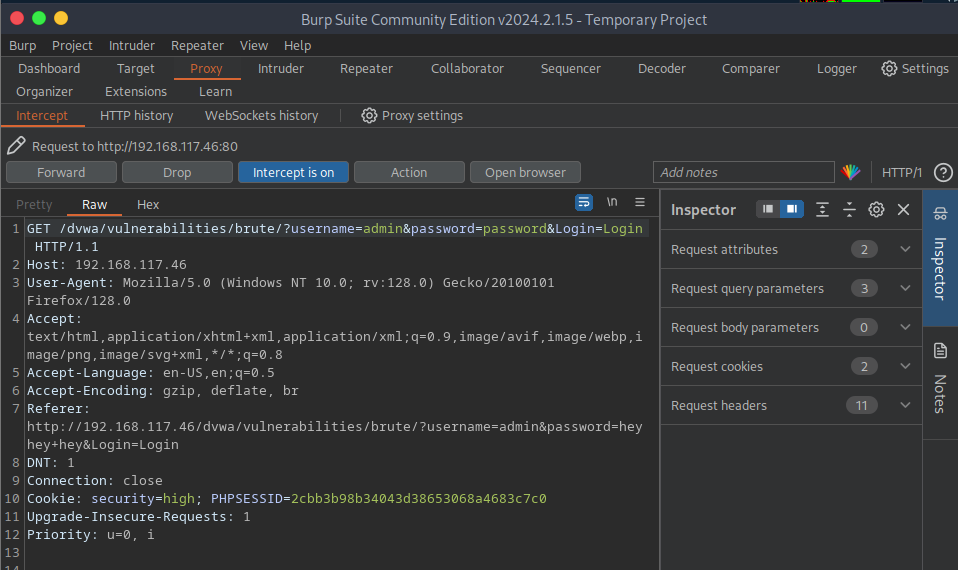 Burp Suite Community Edition v2024.2.1.5 - Temporary Project
Burp Project Intruder Repeater View Help
Dashboard Target Proxy Intruder Repeater Collaborator Sequencer Decoder Comparer Logger Settings
Organizer Extensions Learn
Intercept HTTP history WebSockets history Proxy settings
Request to http://192.168.117.46:80
Forward Drop Intercept is on Action Open browser Add notes HTTP/1 ?
Pretty Raw Hex \n
1 GET /dvwa/vulnerabilities/brute/?username=admin&password=password&Login=Login
HTTP/1.1
2 Host: 192.168.117.46
3 User-Agent: Mozilla/5.0 (Windows NT 10.0; rv:128.0) Gecko/20100101
Firefox/128.0
4 Accept:
text/html,application/xhtml+xml,application/xml;q=0.9,image/avif,image/webp,i
mage/png,image/svg+xml,*/*;q=0.8
5 Accept-Language: en-US,en;q=0.5
6 Accept-Encoding: gzip, deflate, br
7 Referer:
http://192.168.117.46/dvwa/vulnerabilities/brute/?username=admin&password=hey
hey+hey&Login=Login
8 DNT: 1
9 Connection: close
10 Cookie: security=high; PHPSESSID=2cbb3b98b34043d38653068a4683c7c0
11 Upgrade-Insecure-Requests: 1
12 Priority: u=0, i
13
14
Inspector
Request attributes 2
Request query parameters 3
Request body parameters 0
Request cookies 2
Request headers 11
Inspector
Notes